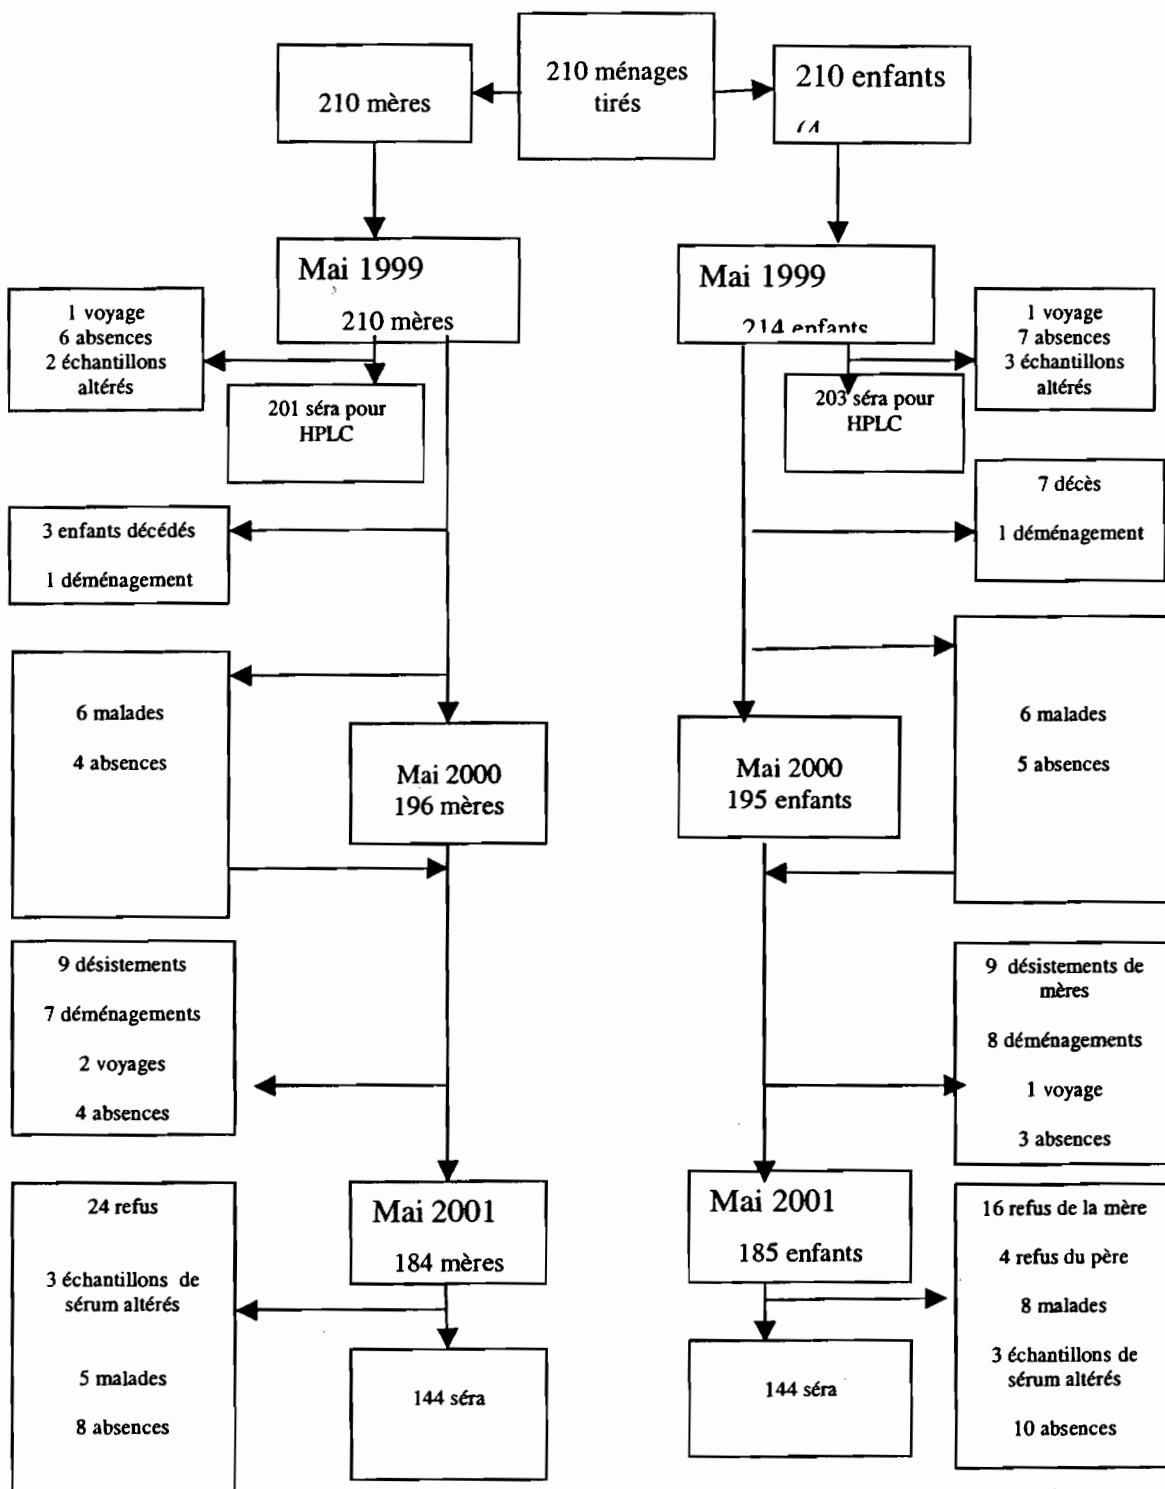 210 mères
210 ménages
tirés
210 enfants
Mai 1999
210 mères
Mai 1999
214 enfants
1 voyage
6 absences
2 échantillons
altérés
1 voyage
7 absences
3 échantillons
altérés
201 séra pour
HPLC
203 séra pour
HPLC
3 enfants décédés
1 déménagement
7 décès
1 déménagement
6 malades
4 absences
Mai 2000
196 mères
Mai 2000
195 enfants
6 malades
5 absences
9 désistements
7 déménagements
2 voyages
4 absences
9 désistements de
mères
8 déménagements
1 voyage
3 absences
24 refus
3 échantillons de
sérum altérés
5 malades
8 absences
Mai 2001
184 mères
Mai 2001
185 enfants
16 refus de la mère
4 refus du père
8 malades
3 échantillons de
sérum altérés
10 absences
144 séra
144 séra